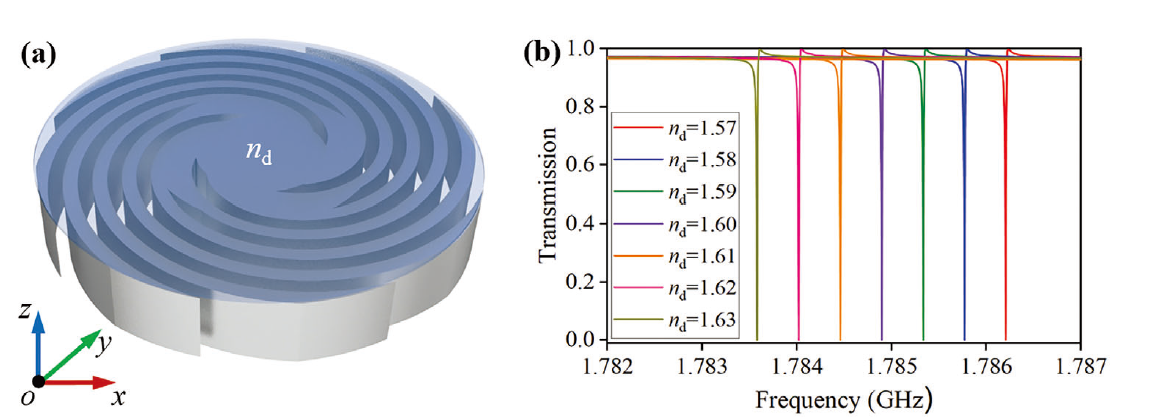 (a)
n_d
z
y
o
x
(b)
Transmission
1.0
0.8
0.6
0.4
0.2
0.0
n_d=1.57
n_d=1.58
n_d=1.59
n_d=1.60
n_d=1.61
n_d=1.62
n_d=1.63
1.782 1.783 1.784 1.785 1.786 1.787
Frequency (GHz)